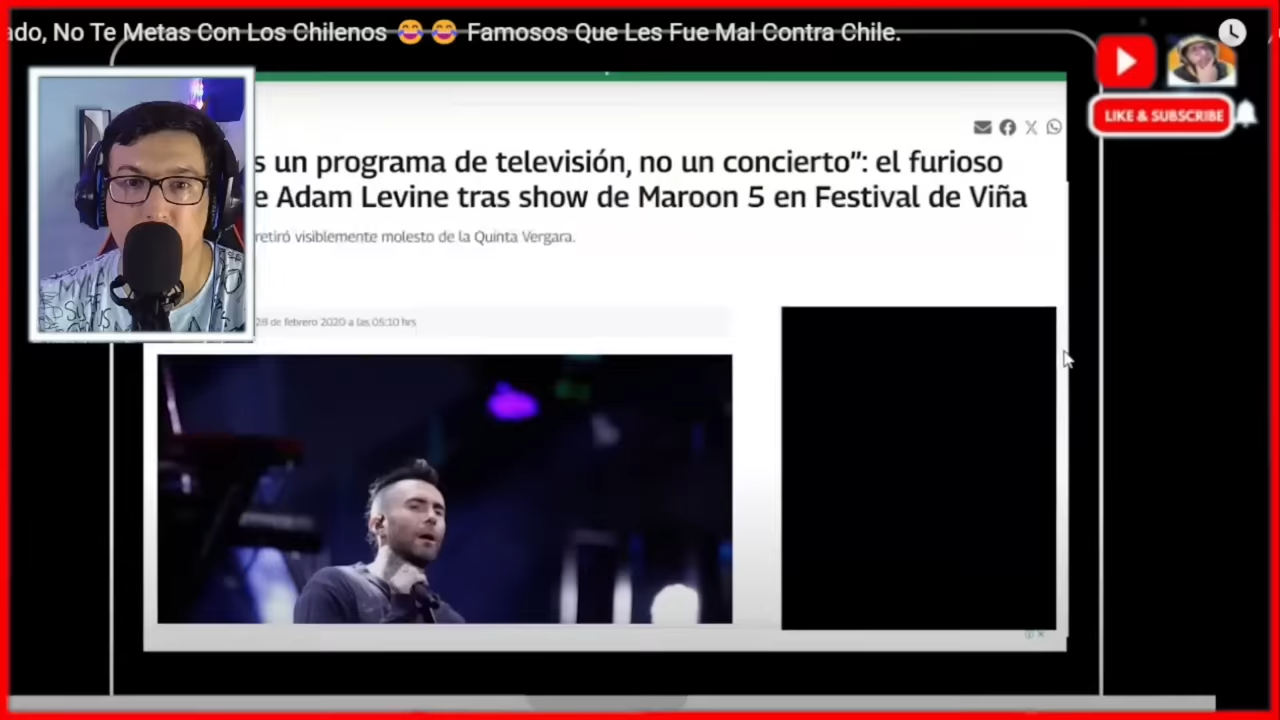 ado, No Te Metas Con Los Chilenos 😂 😂 Famosos Que Les Fue Mal Contra Chile.
LIKE & SUBSCRIBE
s un programa de televisión, no un concierto”: el furioso
e Adam Levine tras show de Maroon 5 en Festival de Viña
retiró visiblemente molesto de la Quinta Vergara.
28 de febrero 2020 a las 05:10 hrs